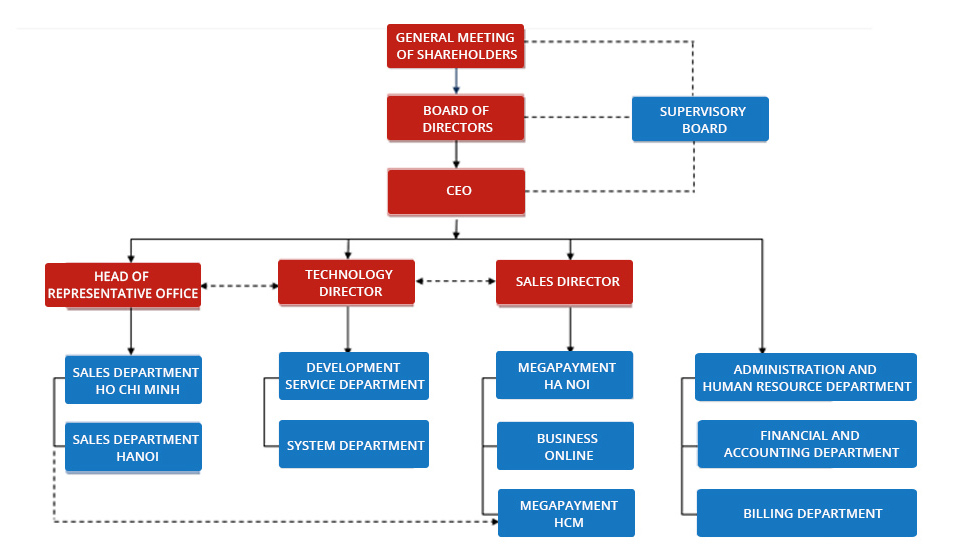 GENERAL MEETING
OF SHAREHOLDERS
BOARD OF
DIRECTORS
SUPERVISORY
BOARD
CEO
HEAD OF
REPRESENTATIVE OFFICE
TECHNOLOGY
DIRECTOR
SALES DIRECTOR
SALES DEPARTMENT
HO CHI MINH
DEVELOPMENT
SERVICE DEPARTMENT
MEGAPAYMENT
HA NOI
ADMINISTRATION AND
HUMAN RESOURCE DEPARTMENT
SALES DEPARTMENT
HANOI
SYSTEM DEPARTMENT
BUSINESS
ONLINE
FINANCIAL AND
ACCOUNTING DEPARTMENT
MEGAPAYMENT
HCM
BILLING DEPARTMENT